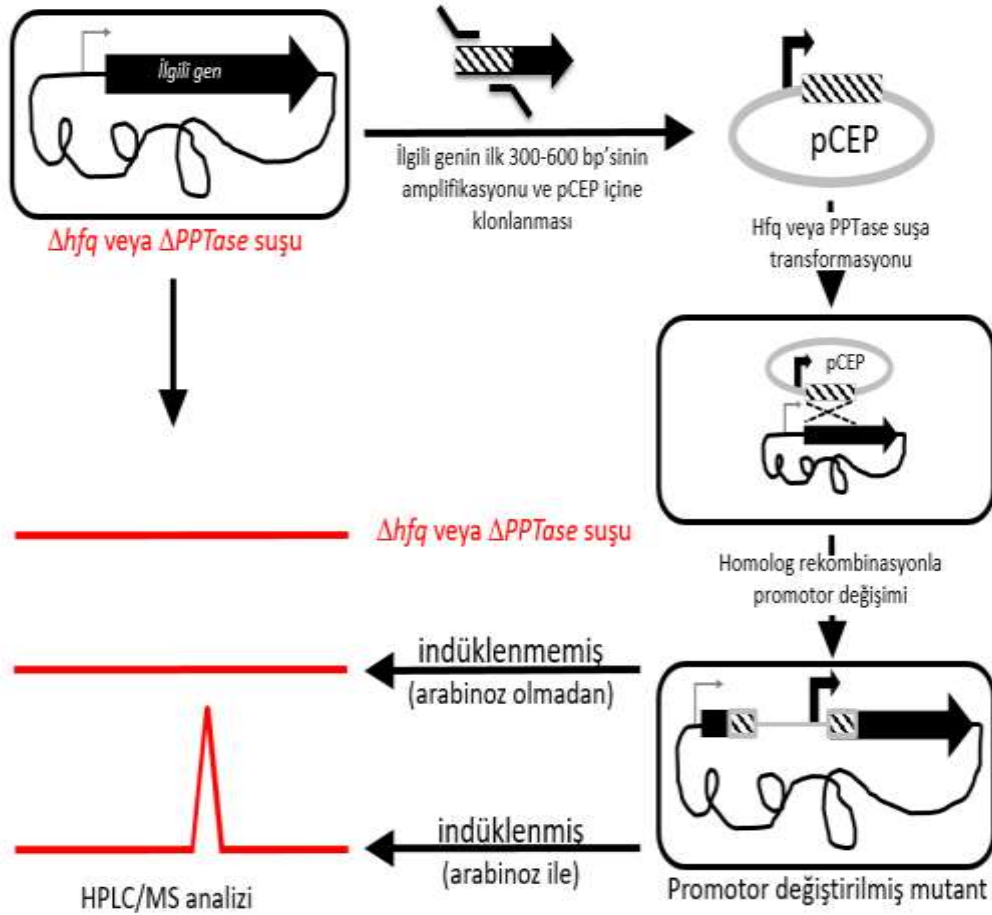 İlgili gen
Δhfq veya ΔPPTase suşu
İlgili genin ilk 300-600 bp'sinin
amplifikasyonu ve pCEP içine
klonlanması
pCEP
Hfq veya PPTase suşa
transformasyonu
pCEP
Homolog rekombinasyonla
promotor değişimi
Δhfq veya ΔPPTase suşu
indüklenmemiş
(arabinoz olmadan)
indüklenmiş
(arabinoz ile)
HPLC/MS analizi
Promotor değiştirilmiş mutant